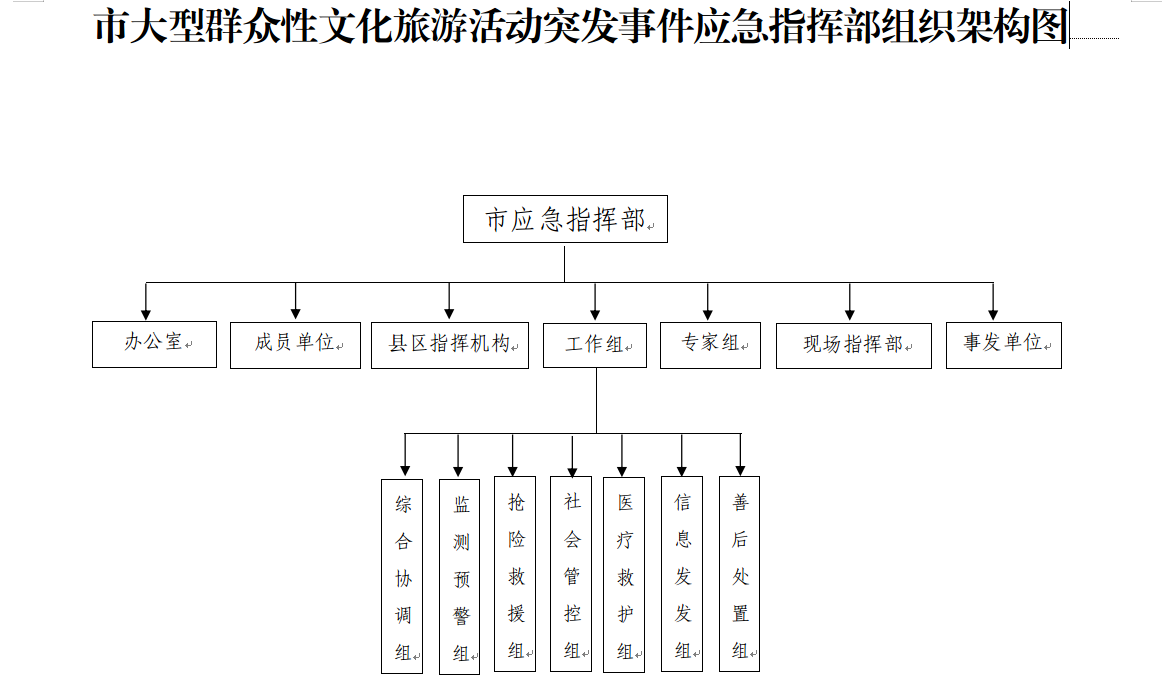 市大型群众性文化旅游活动突发事件应急指挥部组织架构图
市应急指挥部
办公室
成员单位
县区指挥机构
工作组
专家组
现场指挥部
事发单位
综合协调组
监测预警组
抢险救援组
社会管控组
医疗救护组
信息发发组
善后处置组